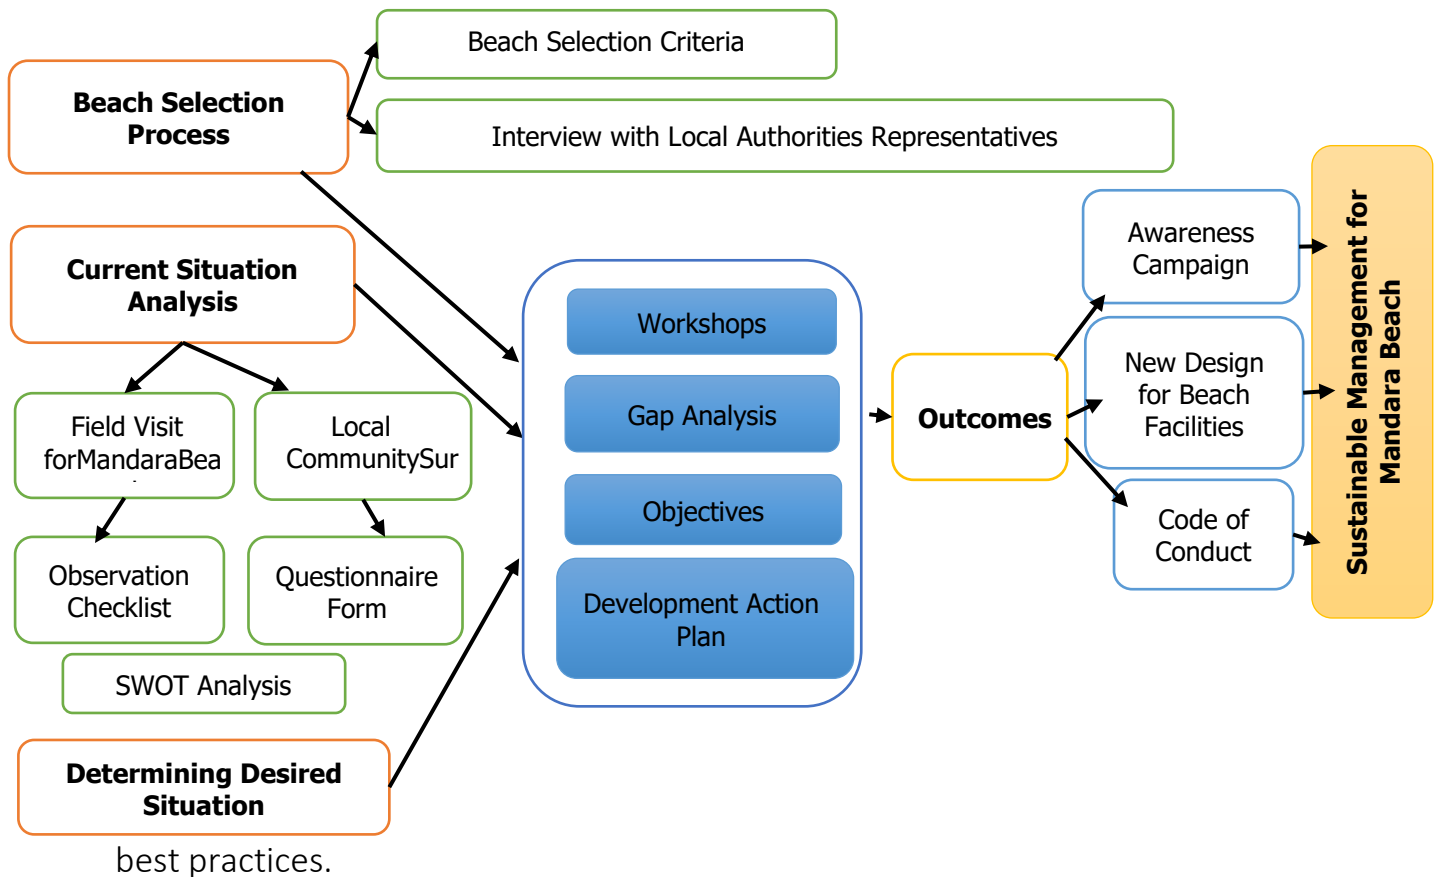 Beach Selection
Process
Beach Selection Criteria
Interview with Local Authorities Representatives
Current Situation
Analysis
Field Visit
forMandaraBea
Local
CommunitySur
Observation
Checklist
Questionnaire
Form
SWOT Analysis
Determining Desired
Situation
best practices.
Workshops
Gap Analysis
Objectives
Development Action
Plan
Outcomes
Awareness
Campaign
New Design
for Beach
Facilities
Code of
Conduct
Sustainable Management for
Mandara Beach